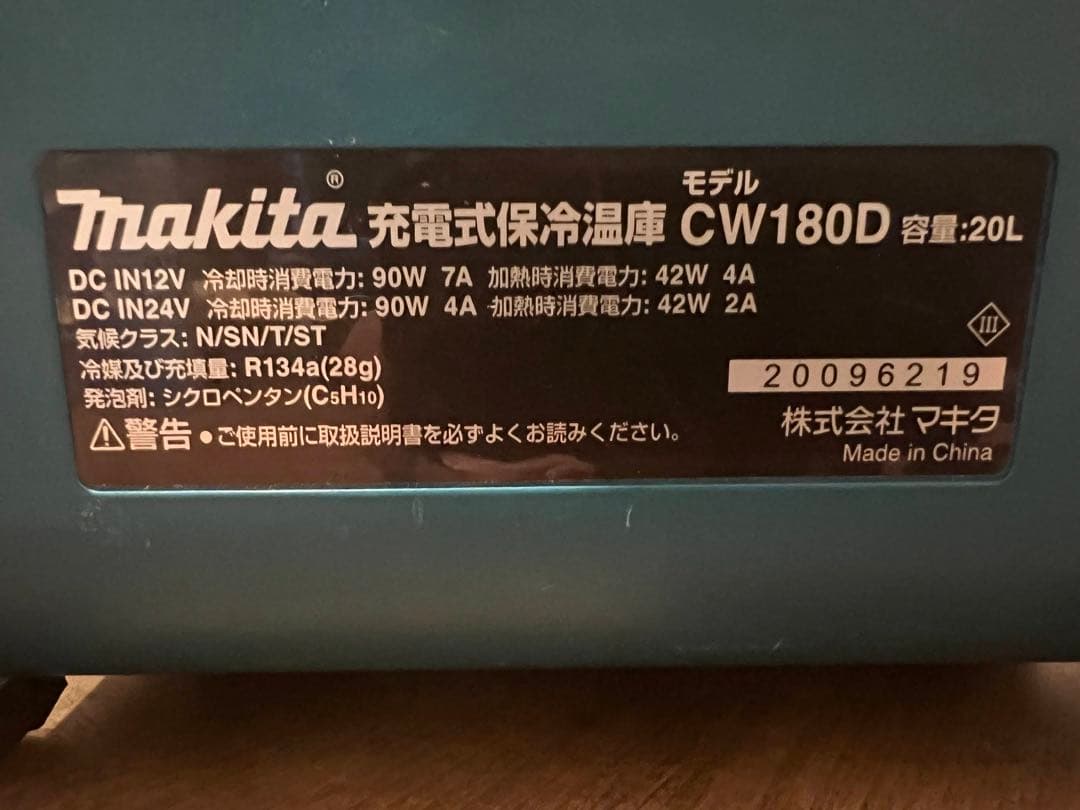 makita® 充電式保冷温庫 モデル CW180D 容量:20L
DC IN12V 冷却時消費電力: 90W 7A 加熱時消費電力: 42W 4A
DC IN24V 冷却時消費電力: 90W 4A 加熱時消費電力: 42W 2A
気候クラス: N/SN/T/ST
III
冷媒及び充填量: R134a(28g)
20096219
発泡剤: シクロペンタン(C5H10)
株式会社 マキタ
⚠警告 ●ご使用前に取扱説明書を必ずよくお読みください。
Made in China